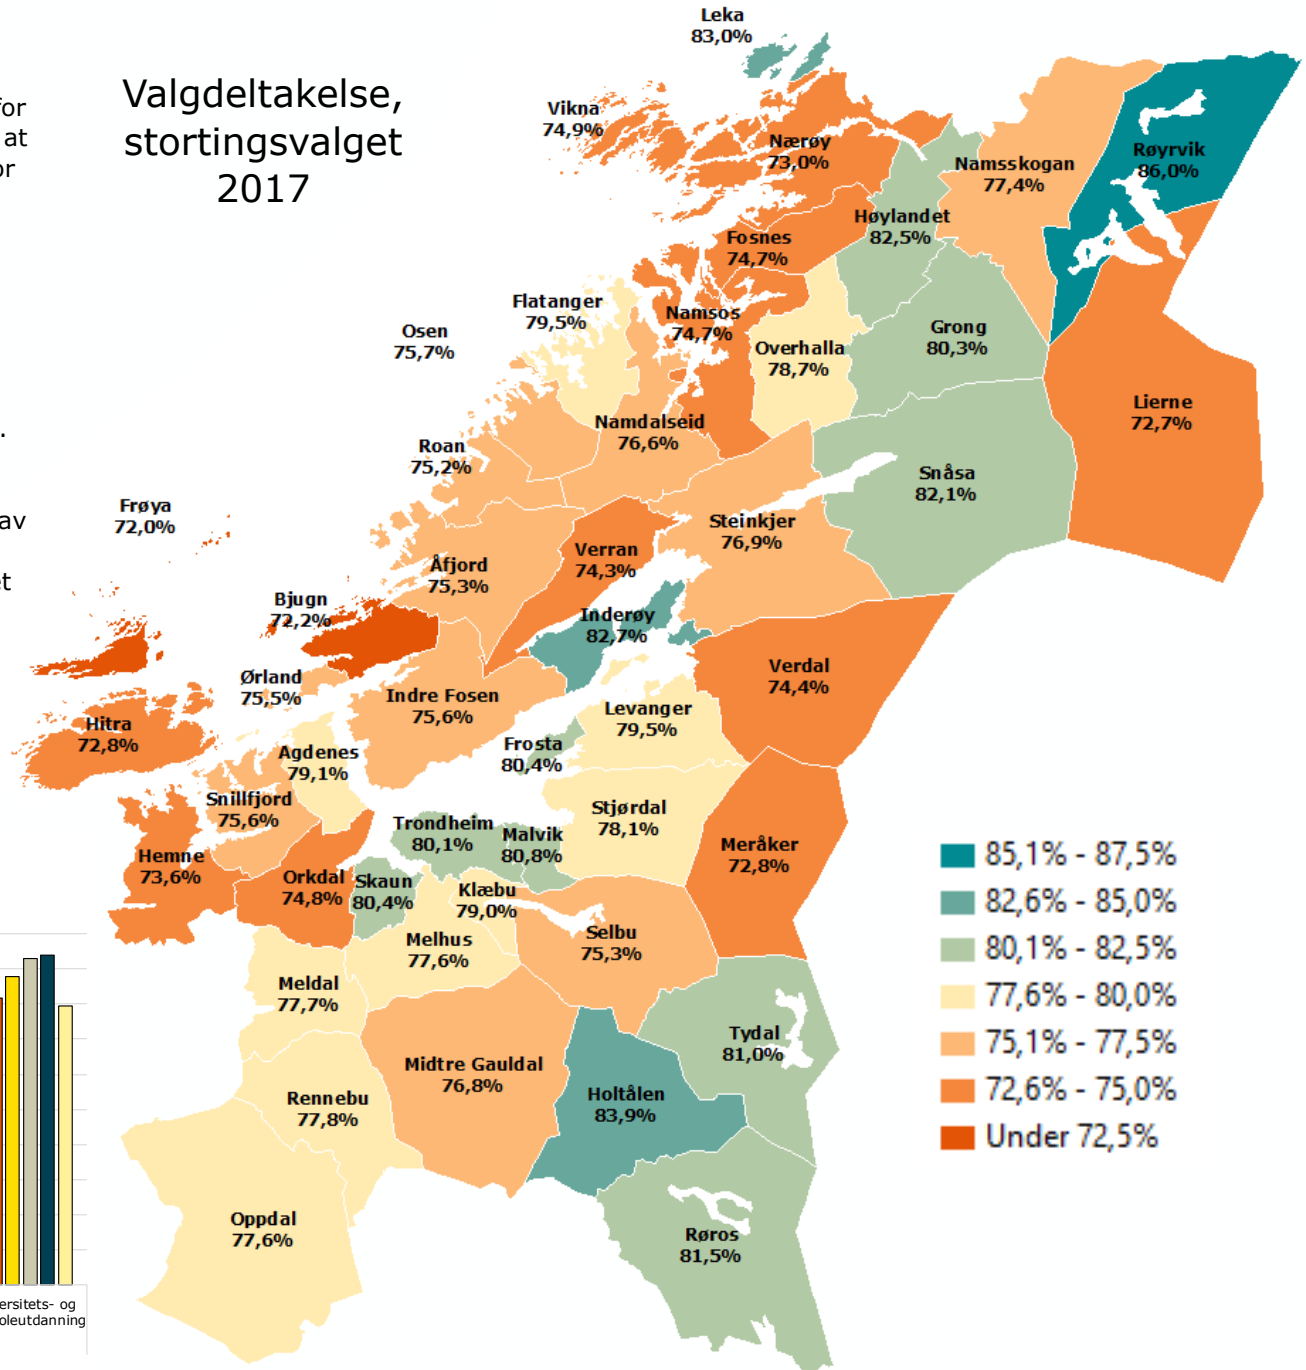 for
at
or
.
av
et
Valgdeltakelse,
stortingsvalget
2017
Leka
83,0%
Vikna
74,9%
Nærøy
73,0%
Namsskogan
77,4%
Røyrvik
86,0%
Høylandet
82,5%
Fosnes
74,7%
Flatanger
79,5%
Namsos
74,7%
Osen
75,7%
Overhalla
78,7%
Grong
80,3%
Lierne
72,7%
Namdalseid
76,6%
Roan
75,2%
Snåsa
82,1%
Frøya
72,0%
Steinkjer
76,9%
Verran
74,3%
Åfjord
75,3%
Bjugn
72,2%
Inderøy
82,7%
Verdal
74,4%
Ørland
75,5%
Indre Fosen
75,6%
Levanger
79,5%
Hitra
72,8%
Frosta
80,4%
Agdenes
79,1%
Snillfjord
75,6%
Stjørdal
78,1%
Trondheim
80,1%
Malvik
80,8%
Meråker
72,8%
Hemne
73,6%
Orkdal
74,8%
Skaun
80,4%
Klæbu
79,0%
Selbu
75,3%
Melhus
77,6%
Meldal
77,7%
Tydal
81,0%
Midtre Gauldal
76,8%
Holtålen
83,9%
Rennebu
77,8%
Oppdal
77,6%
Røros
81,5%
85,1% - 87,5%
82,6% - 85,0%
80,1% - 82,5%
77,6% - 80,0%
75,1% - 77,5%
72,6% - 75,0%
Under 72,5%
ersitets- og
oleutdanning